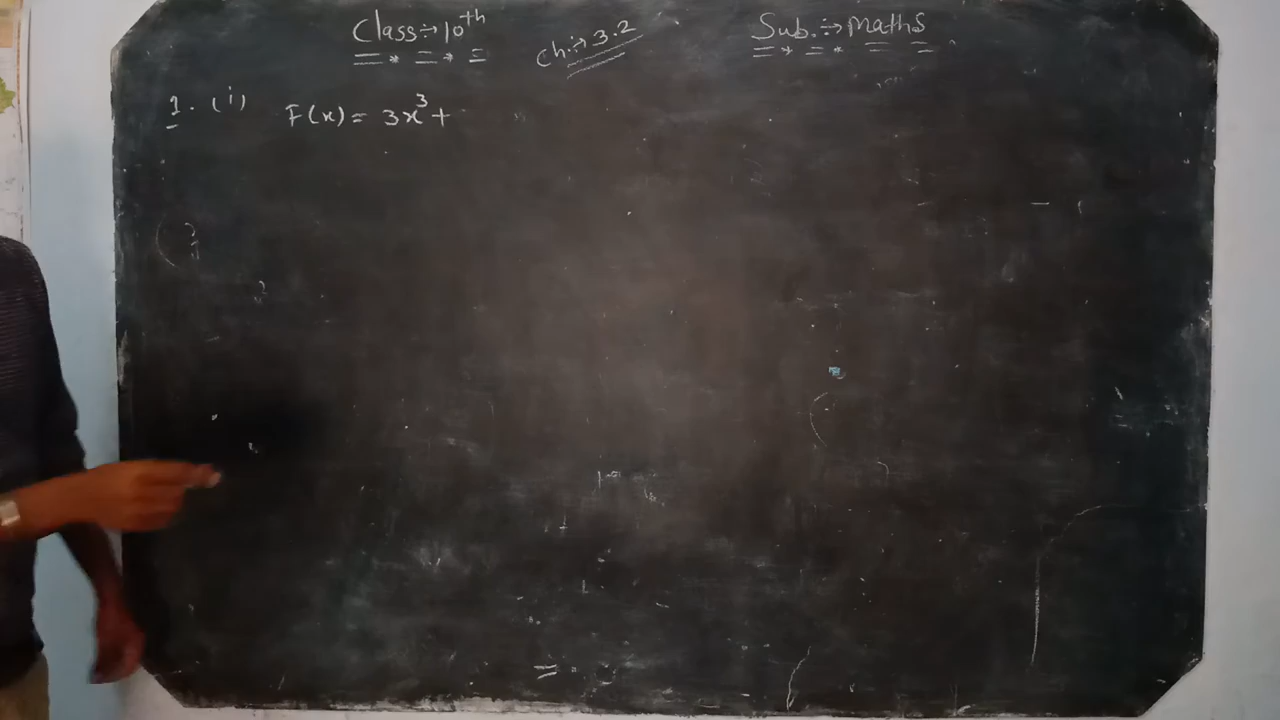 Class:-10th
Ch.:-3.2
Sub.:-Maths
1. (i) F(x) = 3x³+